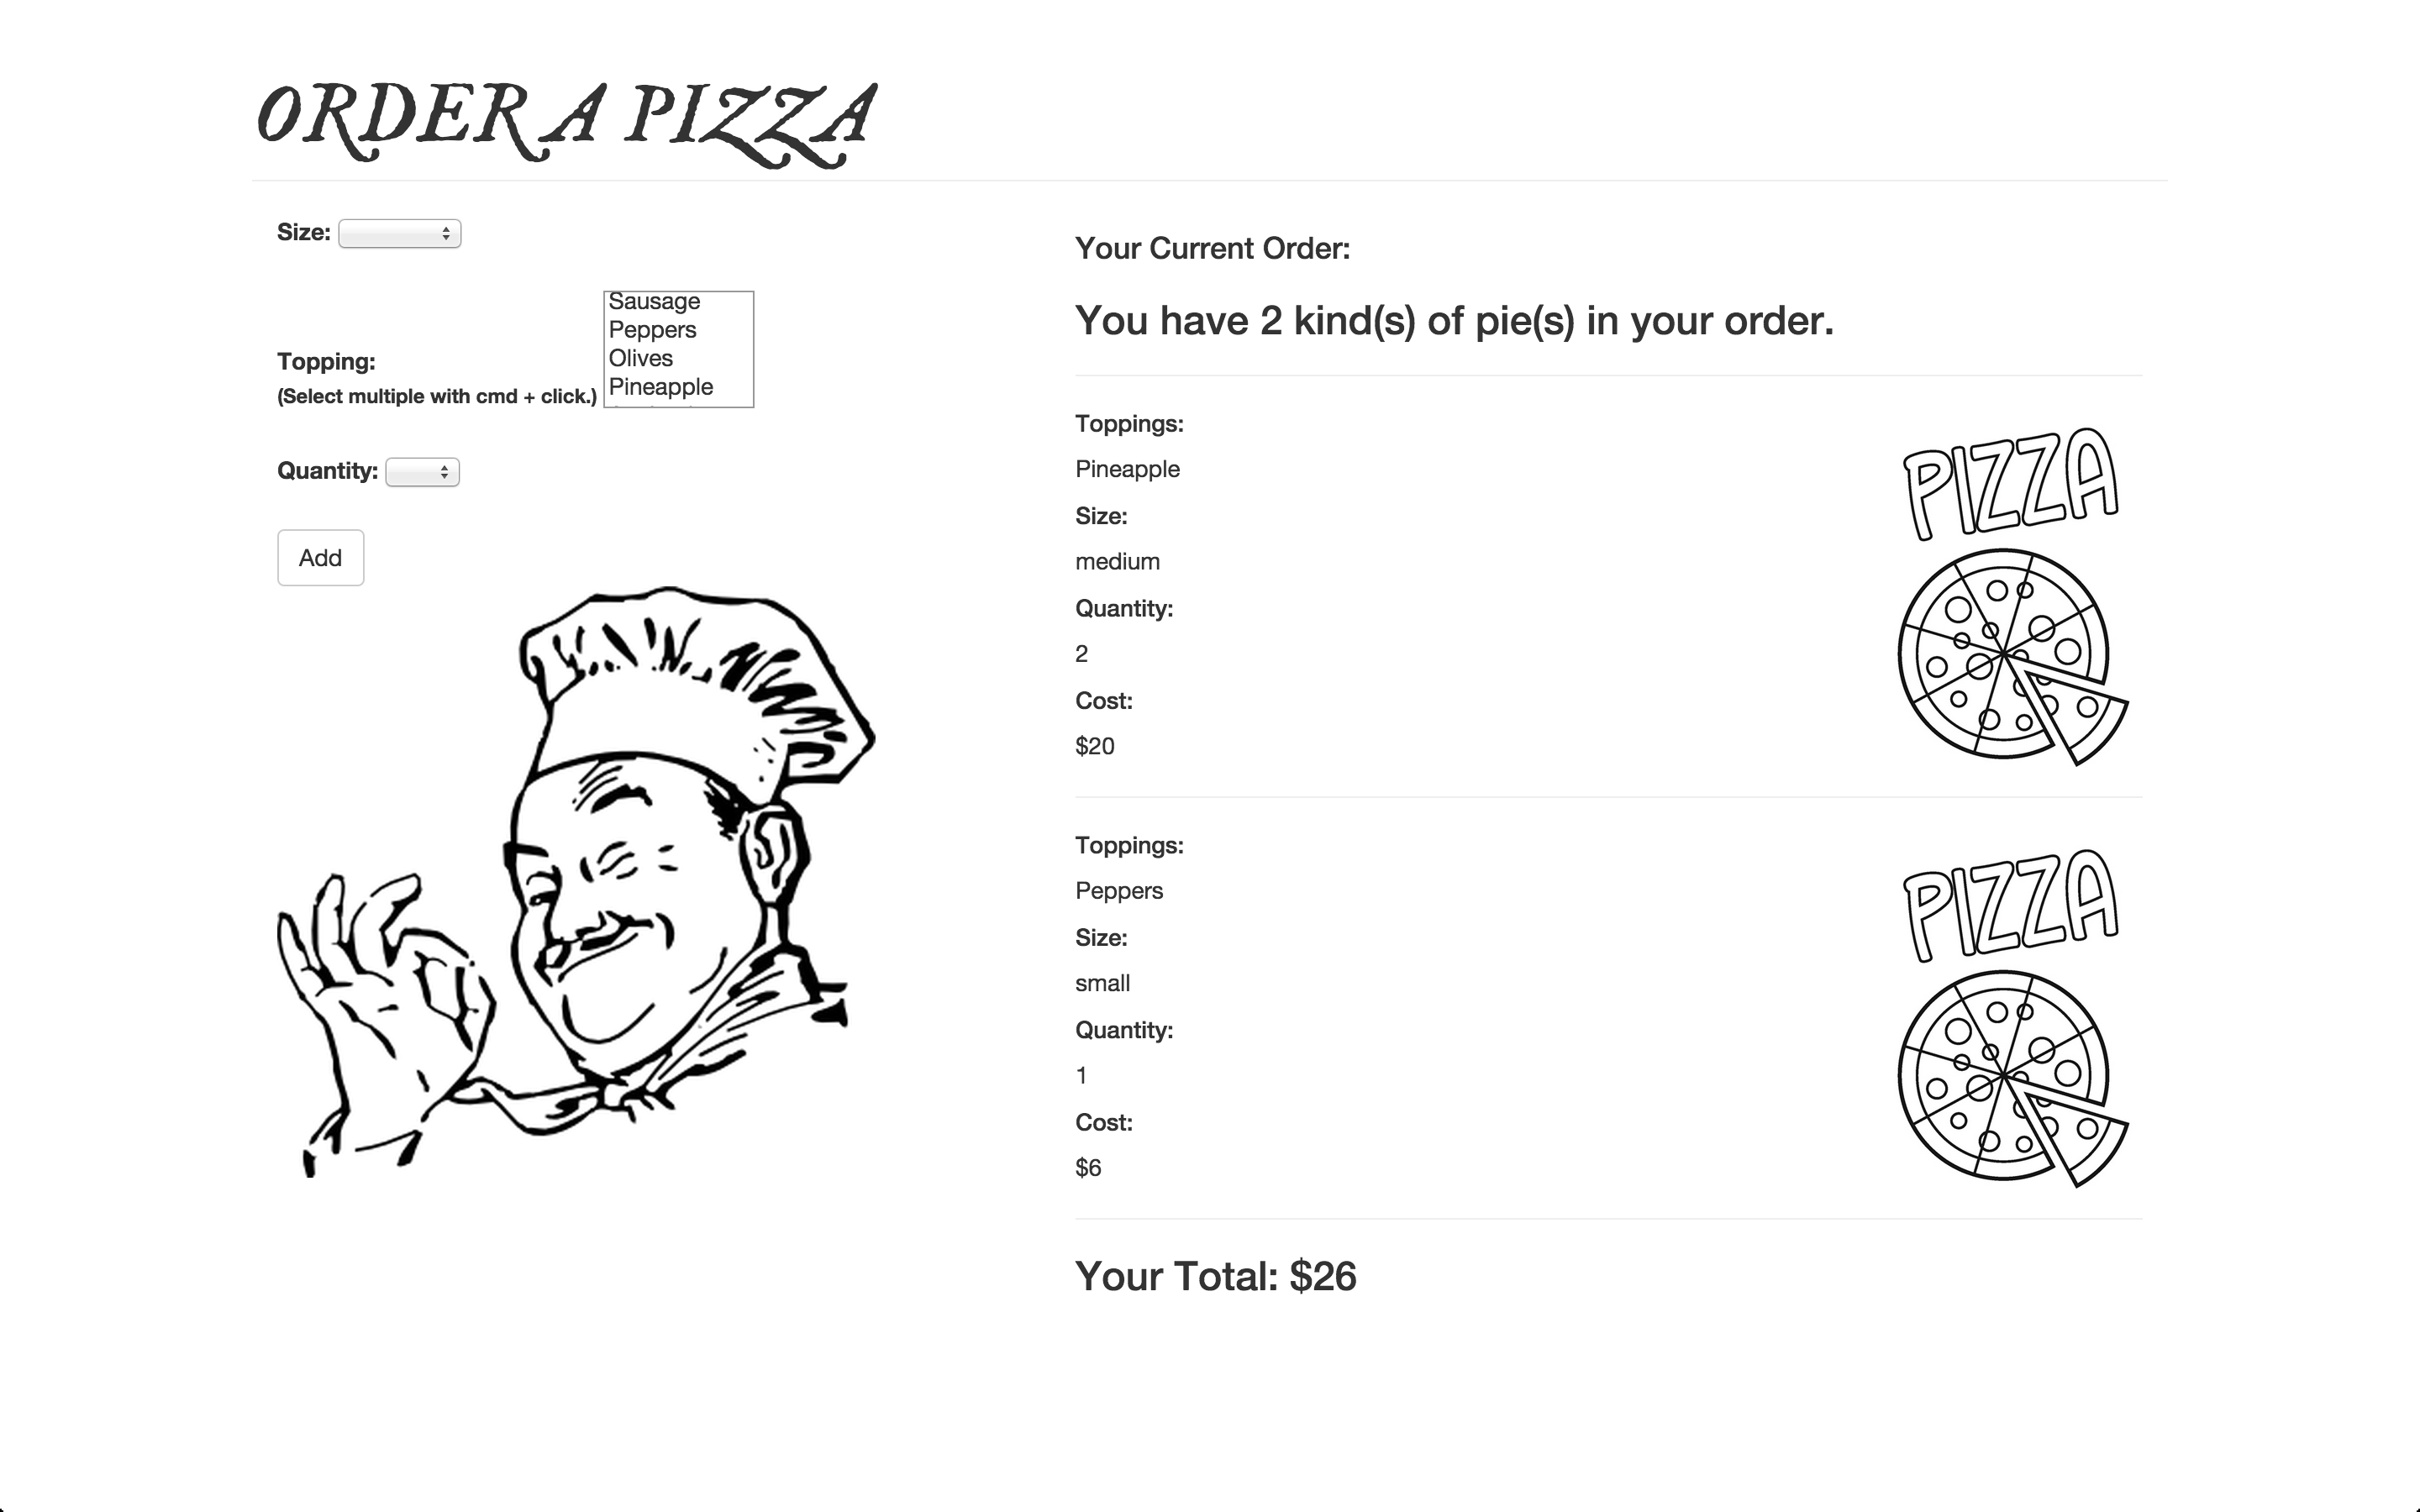 ORDER A PIZZA
Size:
Sausage
Peppers
Olives
Pineapple
Topping:
(Select multiple with cmd + click.)
Quantity:
Add
Your Current Order:
You have 2 kind(s) of pie(s) in your order.
Toppings:
Pineapple
Size:
medium
Quantity:
2
Cost:
$20
PIZZA
Toppings:
Peppers
Size:
small
Quantity:
1
Cost:
$6
PIZZA
Your Total: $26